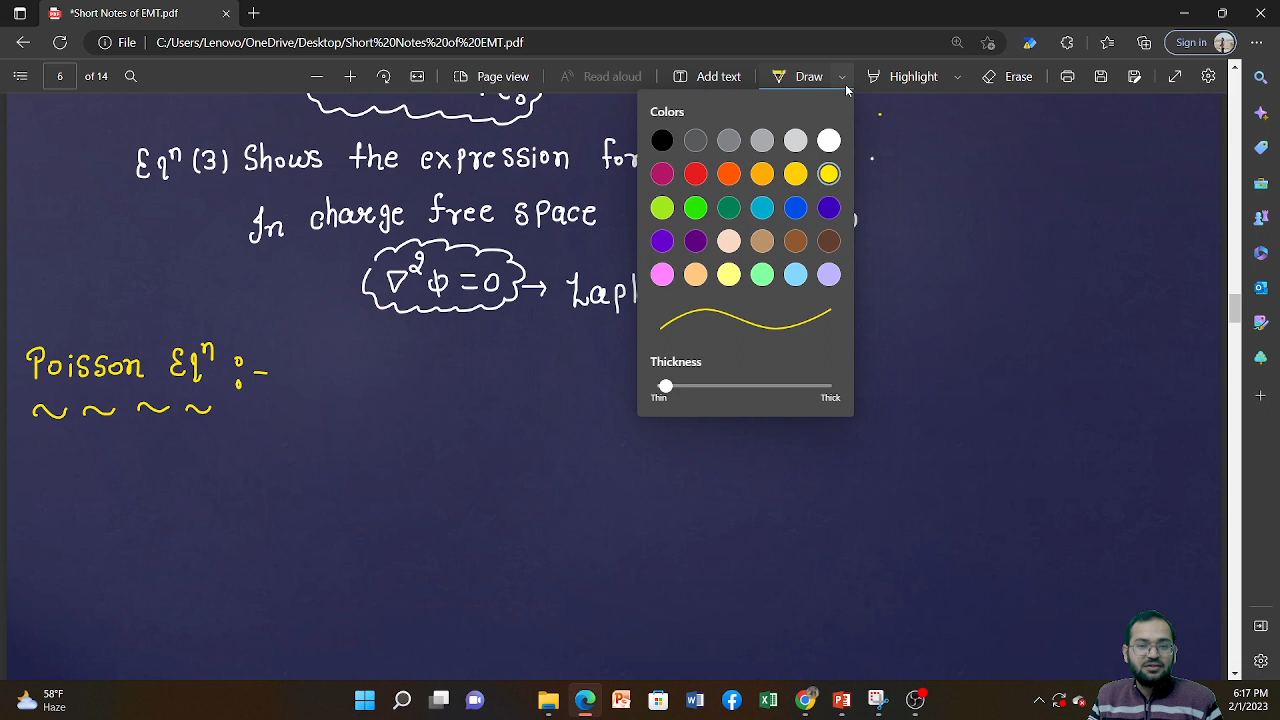 *Short Notes of EMT.pdf
File C:/Users/Lenovo/OneDrive/Desktop/Short%20Notes%20of%20EMT.pdf Sign in
6 of 14 Page view Read aloud Add text Draw Highlight Erase
Eqⁿ (3) Shows the expression for
In charge free space
∇²φ = 0 →
Poisson Eqⁿ :-
Colors
Thickness
Thin Thick
58°F
Haze
6:17 PM
2/1/2023